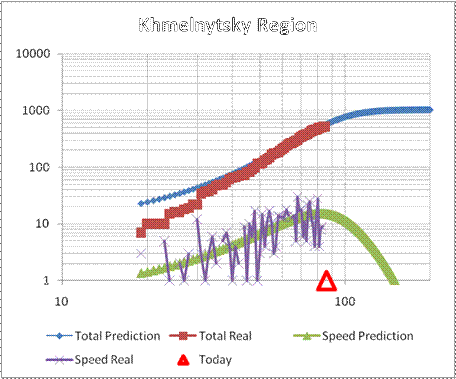 Khmelnytsky Region
10000
1000
100
10
1
10 100
Total Prediction Total Real Speed Prediction
Speed Real Today